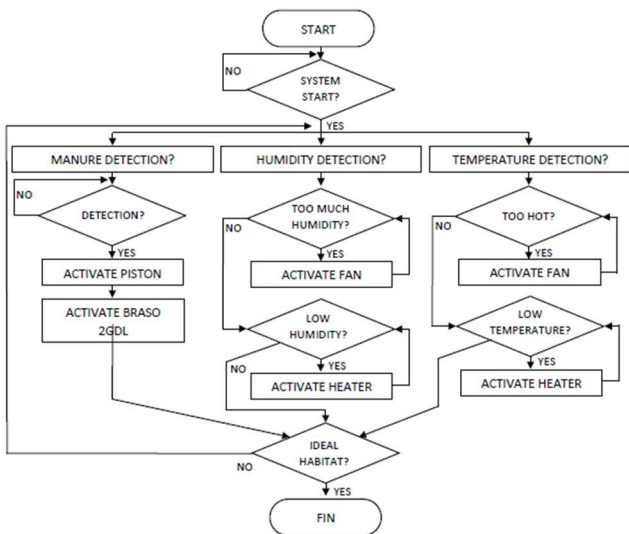 START
NO
SYSTEM
START?
YES
MANURE DETECTION?
HUMIDITY DETECTION?
TEMPERATURE DETECTION?
NO
DETECTION?
YES
ACTIVATE PISTON
ACTIVATE BRASO
2GDL
NO
TOO MUCH
HUMIDITY?
YES
ACTIVATE FAN
LOW
HUMIDITY?
YES
NO
ACTIVATE HEATER
NO
TOO HOT?
YES
ACTIVATE FAN
LOW
TEMPERATURE?
YES
ACTIVATE HEATER
IDEAL
HABITAT?
NO
YES
FIN